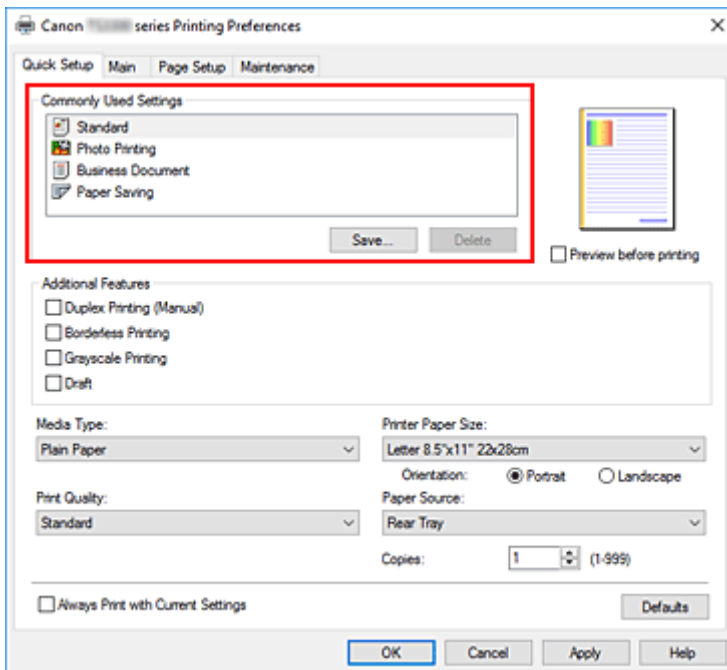 Canon series Printing Preferences
Quick Setup Main Page Setup Maintenance
Commonly Used Settings
Standard
Photo Printing
Business Document
Paper Saving
Save... Delete
Preview before printing
Additional Features
Duplex Printing (Manual)
Borderless Printing
Grayscale Printing
Draft
Media Type:
Plain Paper
Printer Paper Size:
Letter 8.5"x11" 22x28cm
Orientation: Portrait Landscape
Print Quality:
Standard
Paper Source:
Rear Tray
Copies: 1 (1-999)
Always Print with Current Settings
Defaults
OK Cancel Apply Help